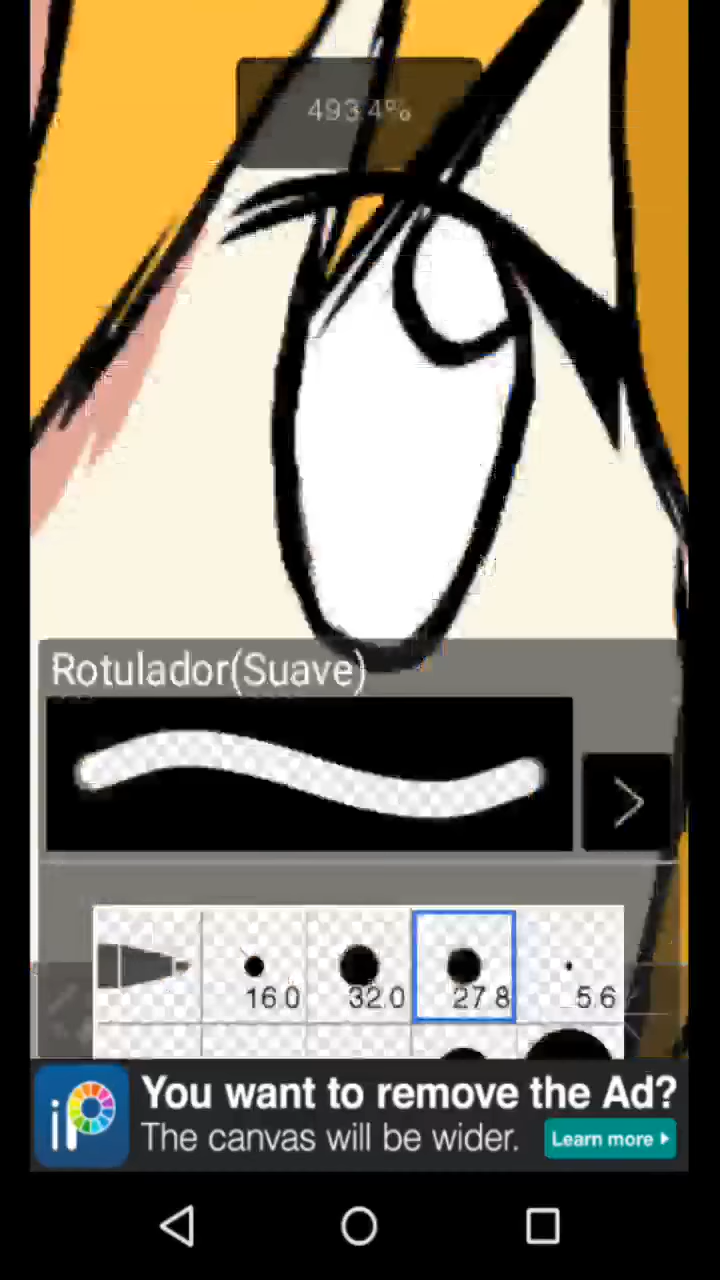 493.4%
Rotulador(Suave)
16.0 32.0 27.8 5.6
iP
You want to remove the Ad?
The canvas will be wider.
Learn more